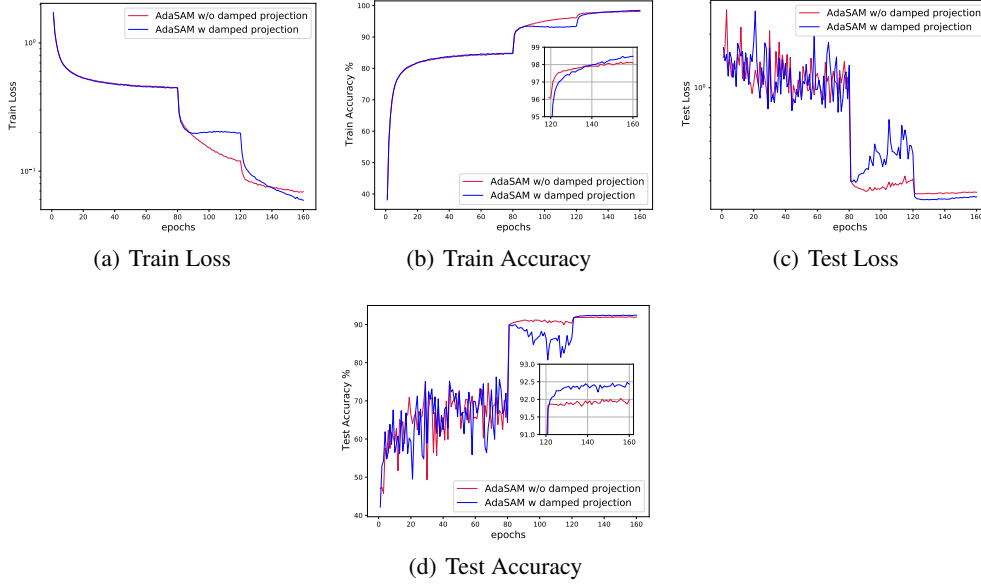 AdaSAM w/o damped projection
AdaSAM w damped projection
Train Loss
10⁰
10⁻¹
0 20 40 60 80 100 120 140 160
epochs
(a) Train Loss
Train Accuracy %
100
90
80
70
60
50
40
99
98
97
96
95
120 140 160
AdaSAM w/o damped projection
AdaSAM w damped projection
0 20 40 60 80 100 120 140 160
epochs
(b) Train Accuracy
AdaSAM w/o damped projection
AdaSAM w damped projection
Test Loss
10⁰
0 20 40 60 80 100 120 140 160
epochs
(c) Test Loss
Test Accuracy %
90
80
70
60
50
40
93.0
92.5
92.0
91.5
91.0
120 140 160
AdaSAM w/o damped projection
AdaSAM w damped projection
0 20 40 60 80 100 120 140 160
epochs
(d) Test Accuracy